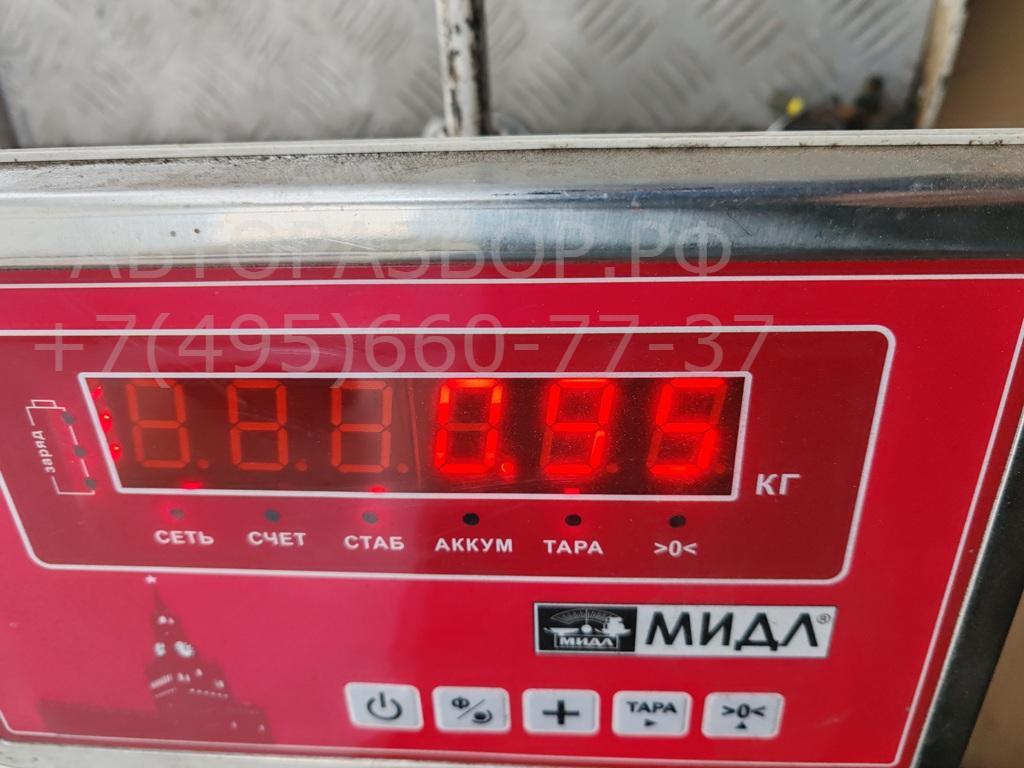 АВТОРАЗБОР.РФ
+7(495)660-77-37
заряд
0.95
КГ
СЕТЬ СЧЕТ СТАБ АККУМ ТАРА >0<
МИДЛ МИДЛ®
Ф/ + ТАРА >0<